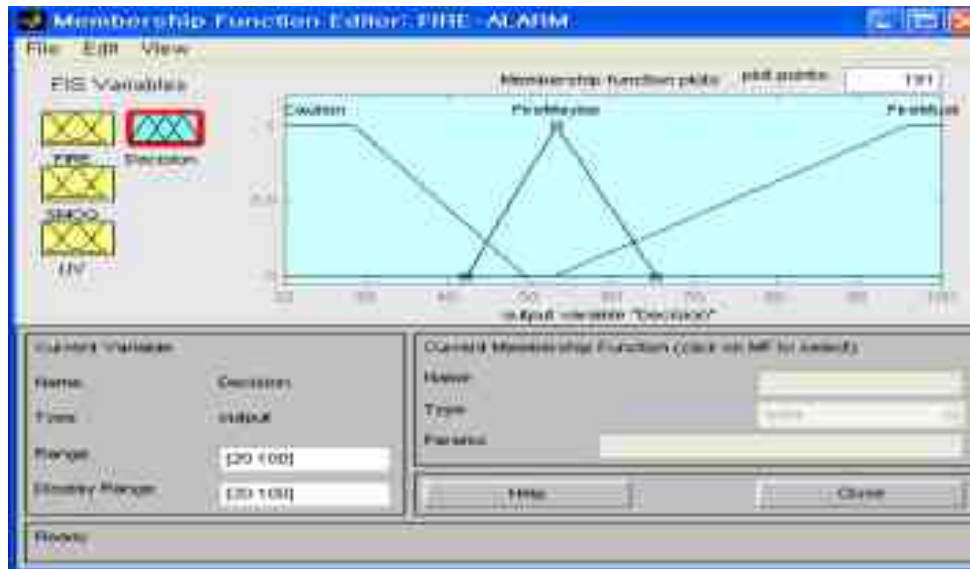 Membership Function Editor: FIRE-ALARM
File Edit View
FIS Variables
Membership function plots plot points: 181
FIRE
Decision
SMOG
UV
Caution
1
0.5
0
20 30 40 50 60 70 80 90 100
output variable "Decision"
Current Variable
Name Decision
Type output
Range [20 100]
Display Range [20 100]
Current Membership Function (click on MF to select)
Name
Type
Params
Help Close
Ready